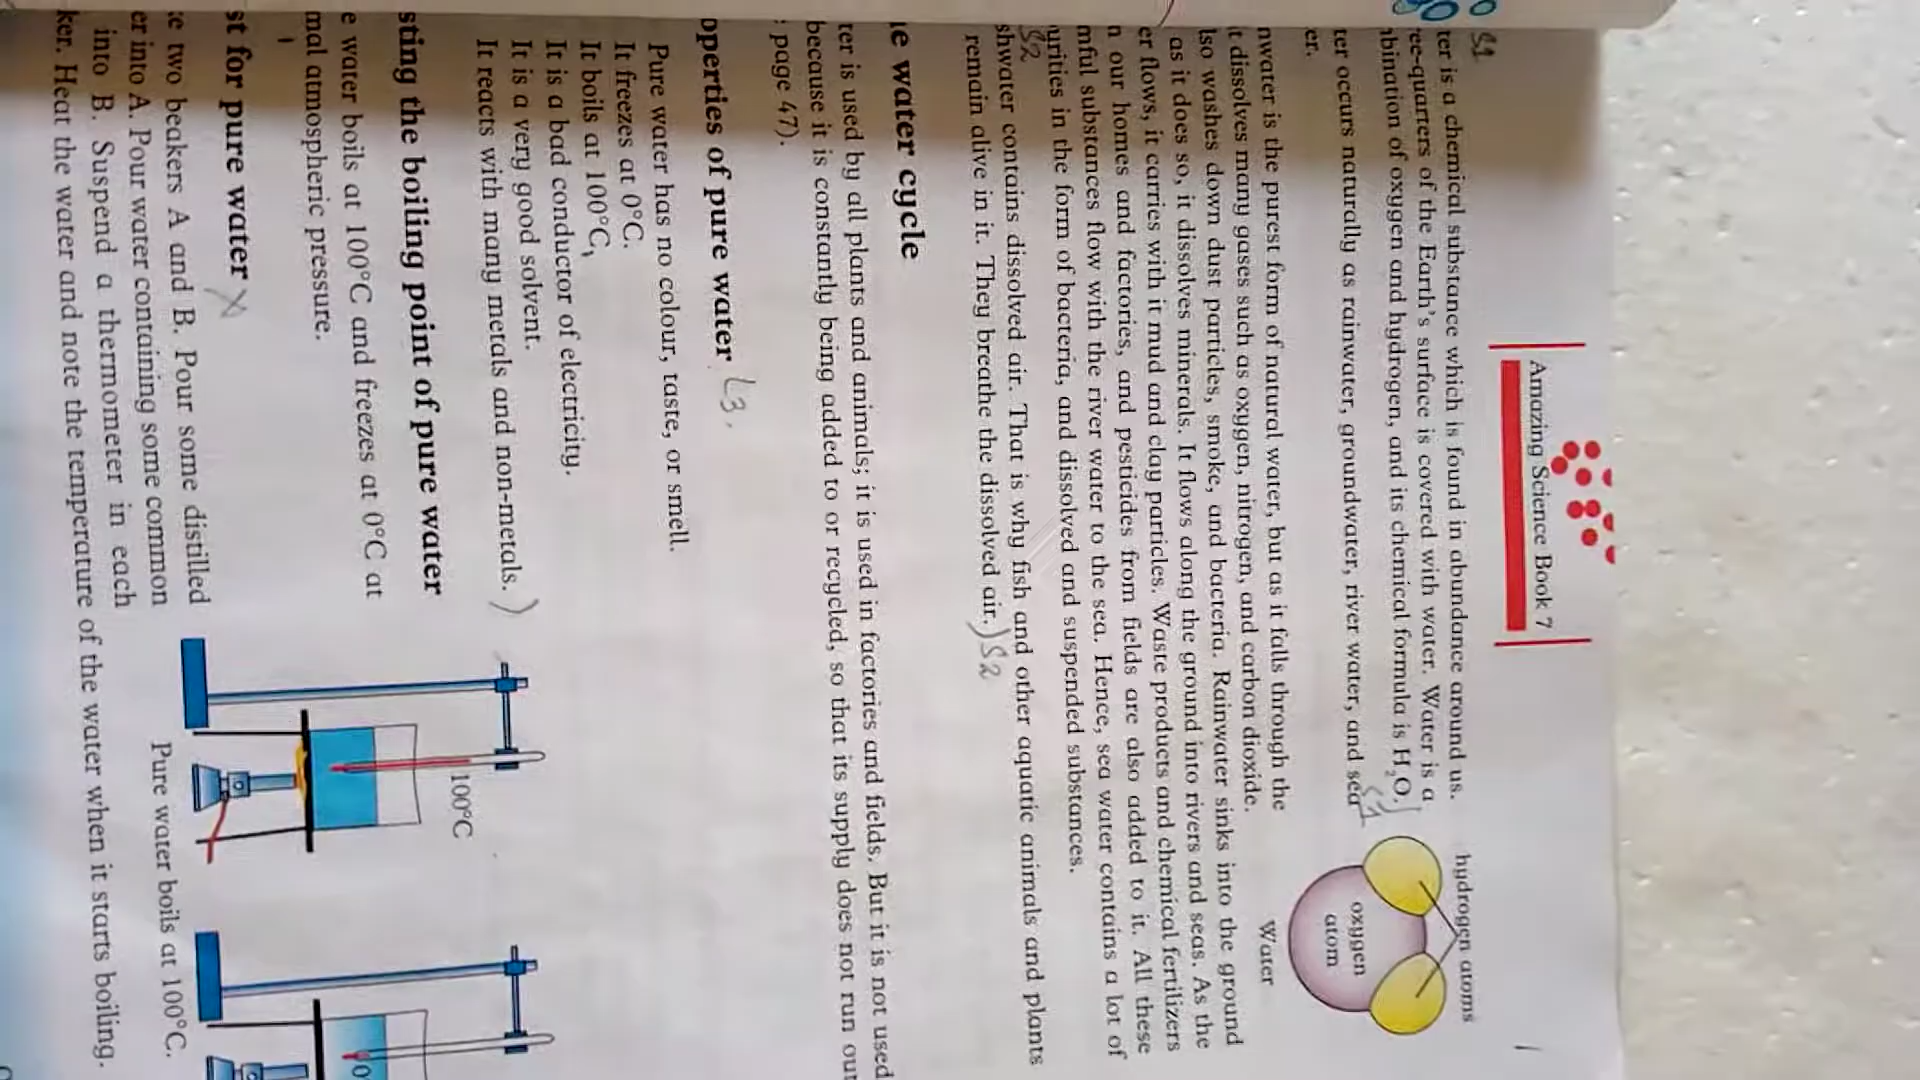 Amazing Science Book 7
S1
ter is a chemical substance which is found in abundance around us.
ree-quarters of the Earth's surface is covered with water. Water is a
bination of oxygen and hydrogen, and its chemical formula is H₂O.
ter occurs naturally as rainwater, groundwater, river water, and sea
er.
hydrogen atoms
oxygen
atom
Water
nwater is the purest form of natural water, but as it falls through the
it dissolves many gases such as oxygen, nitrogen, and carbon dioxide.
lso washes down dust particles, smoke, and bacteria. Rainwater sinks into the ground
as it does so, it dissolves minerals. It flows along the ground into rivers and seas. As the
er flows, it carries with it mud and clay particles. Waste products and chemical fertilizers
n our homes and factories, and pesticides from fields are also added to it. All these
mful substances flow with the river water to the sea. Hence, sea water contains a lot of
urities in the form of bacteria, and dissolved and suspended substances.
S2
shwater contains dissolved air. That is why fish and other aquatic animals and plants
remain alive in it. They breathe the dissolved air.) S2
ne water cycle
ter is used by all plants and animals; it is used in factories and fields. But it is not used
because it is constantly being added to or recycled, so that its supply does not run out
page 47).
operties of pure water L3.
Pure water has no colour, taste, or smell.
It freezes at 0°C.
It boils at 100°C.
It is a bad conductor of electricity.
It is a very good solvent.
It reacts with many metals and non-metals.)
sting the boiling point of pure water
e water boils at 100°C and freezes at 0°C at
mal atmospheric pressure.
st for pure water X
ke two beakers A and B. Pour some distilled
er into A. Pour water containing some common
into B. Suspend a thermometer in each
ker. Heat the water and note the temperature of the water when it starts boiling.
100°C
Pure water boils at 100°C.